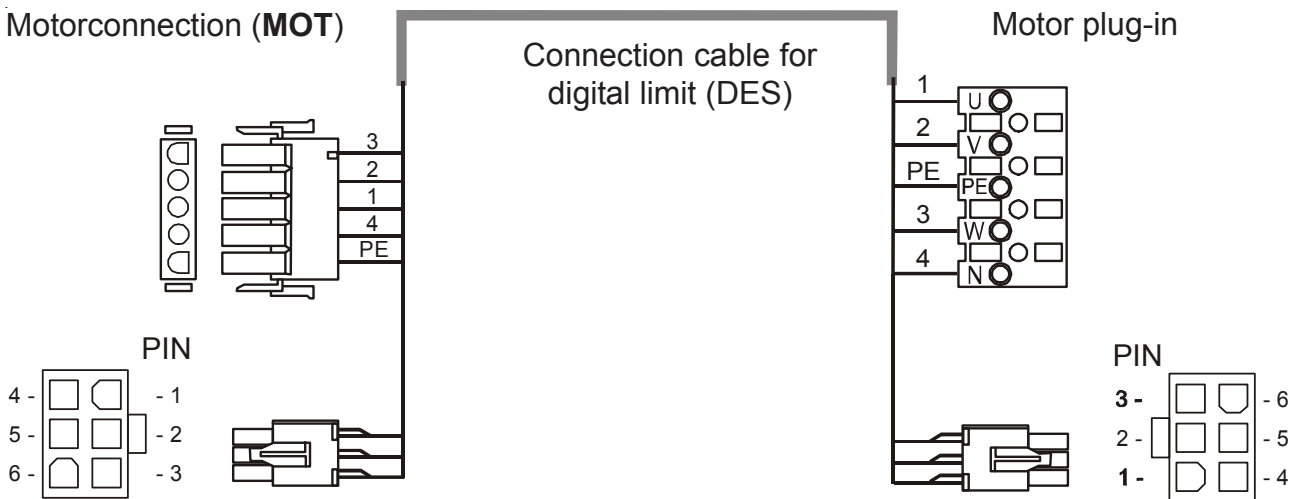 Motorconnection (MOT)
Connection cable for
digital limit (DES)
Motor plug-in
3
2
1
4
PE
1
2
PE
3
4
U
V
PE
W
N
PIN
4 - - 1
5 - - 2
6 - - 3
PIN
3 - - 6
2 - - 5
1 - - 4